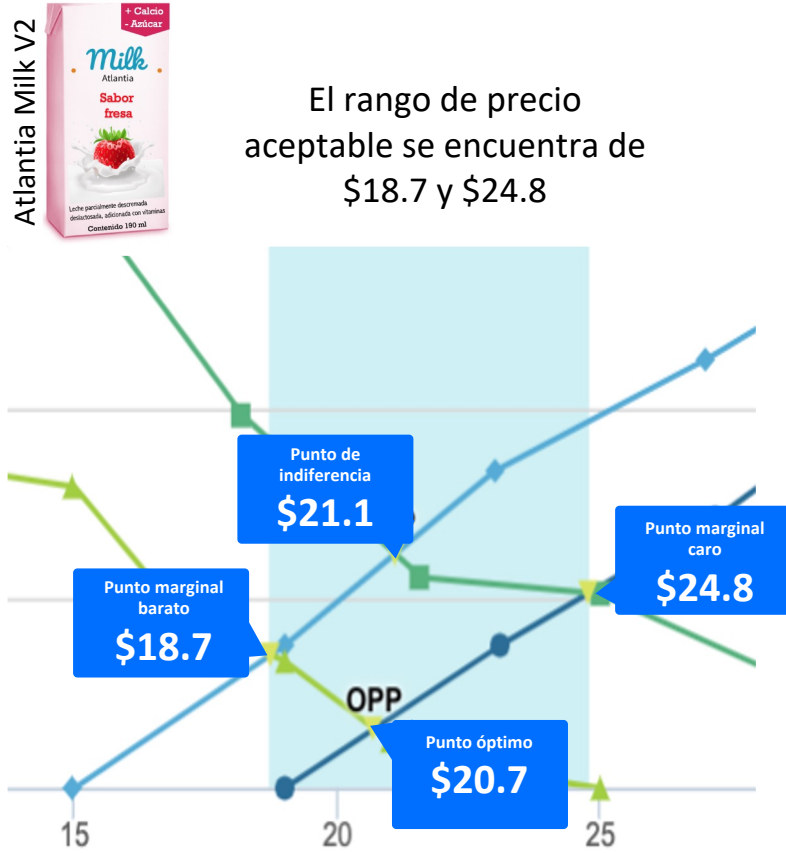 Atlantia Milk V2
+ Calcio
- Azúcar
Milk
Atlantia
Sabor
fresa
Leche parcialmente descremada
deslactosada, adicionada con vitaminas
Contenido 190 ml
El rango de precio
aceptable se encuentra de
$18.7 y $24.8
Punto de
indiferencia
$21.1
Punto marginal
caro
$24.8
Punto marginal
barato
$18.7
OPP
Punto óptimo
$20.7
15
20
25